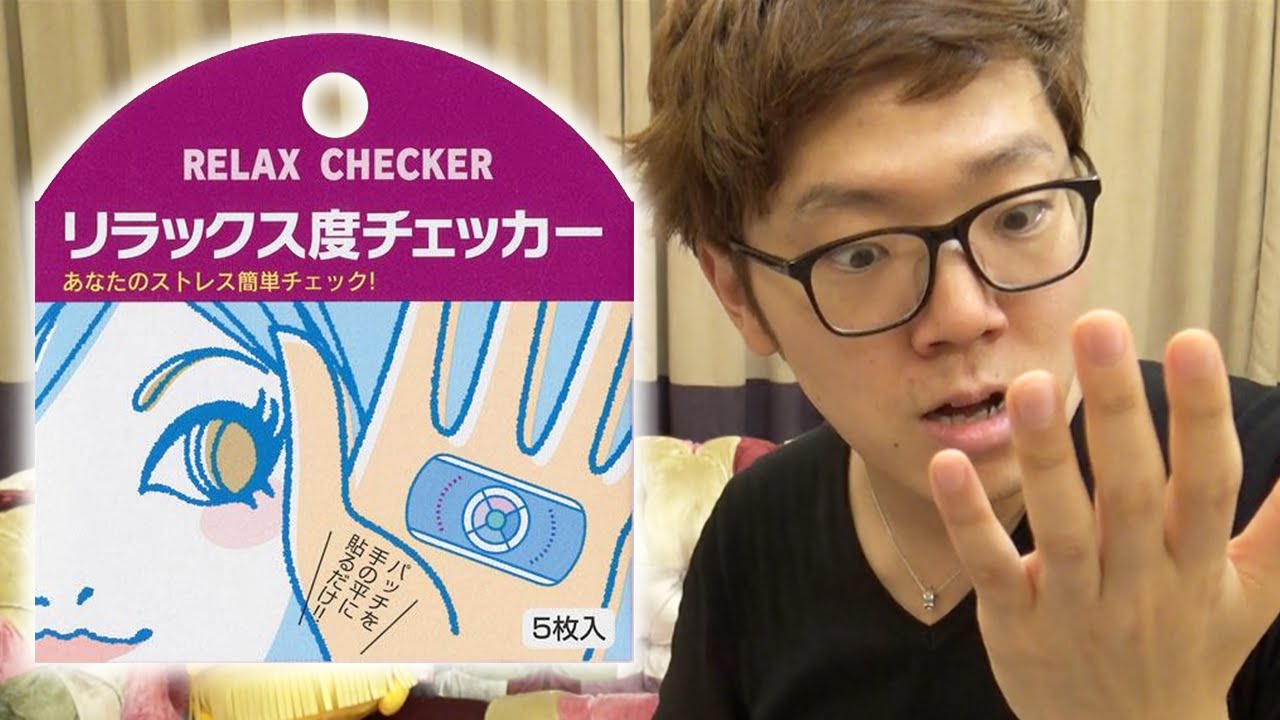 RELAX CHECKER
リラックス度チェッカー
あなたのストレス簡単チェック!
パッチを
手の平に
貼るだけ!!
5枚入